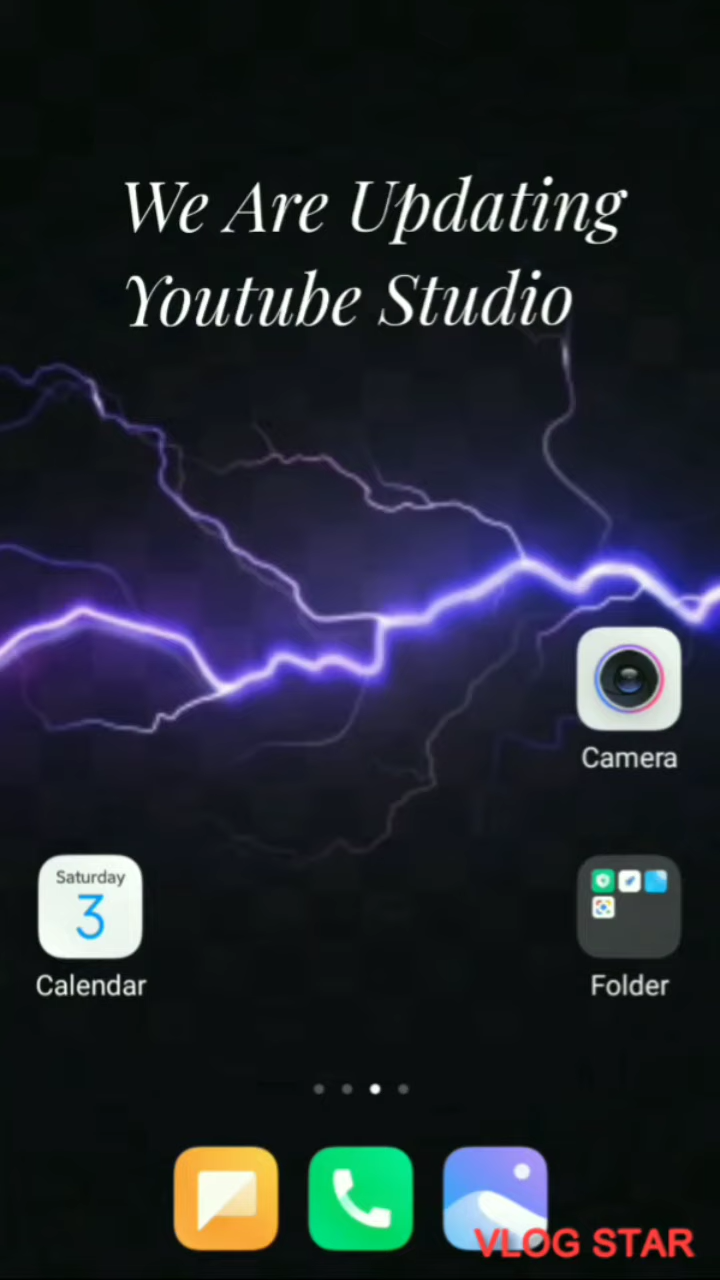 We Are Updating
Youtube Studio
Camera
Saturday
3
Calendar
Folder
VLOG STAR